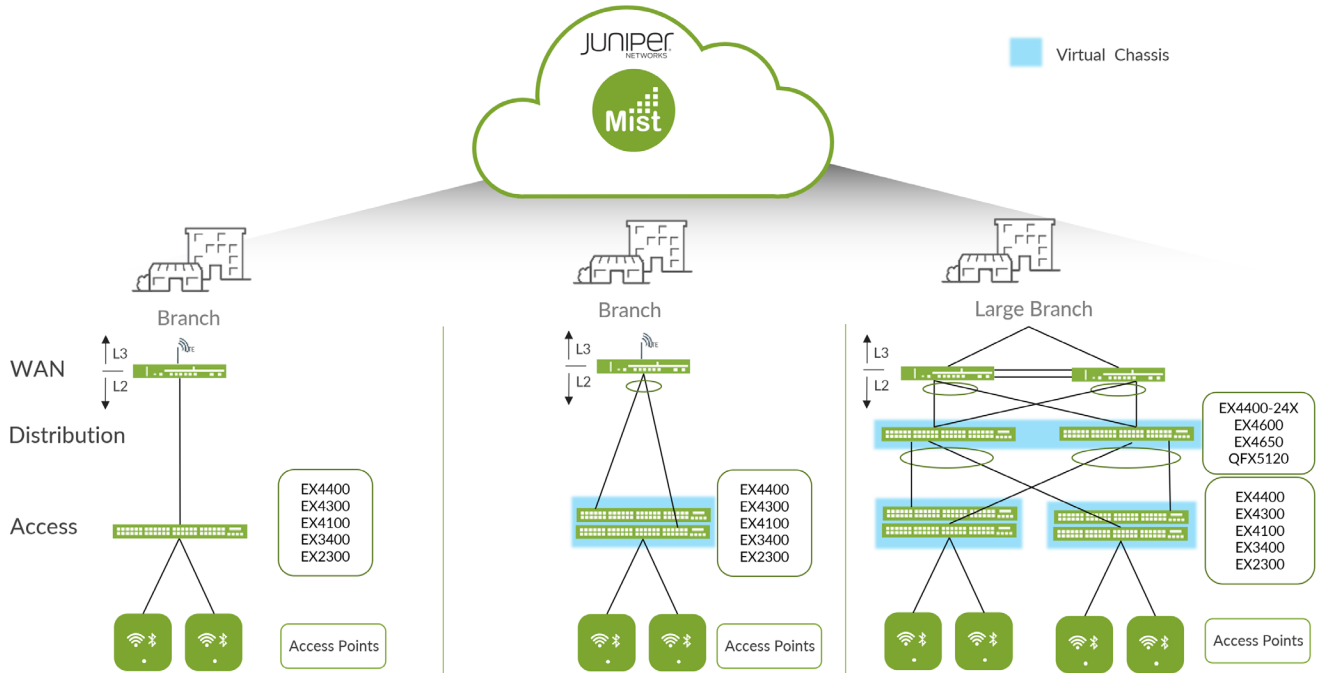 JUNIPER
NETWORKS
Mist
Virtual Chassis
Branch
Branch
Large Branch
WAN
Distribution
Access
L3
L2
LTE
EX4400
EX4300
EX4100
EX3400
EX2300
Access Points
L3
L2
LTE
EX4400
EX4300
EX4100
EX3400
EX2300
Access Points
L3
L2
EX4400-24X
EX4600
EX4650
QFX5120
EX4400
EX4300
EX4100
EX3400
EX2300
Access Points